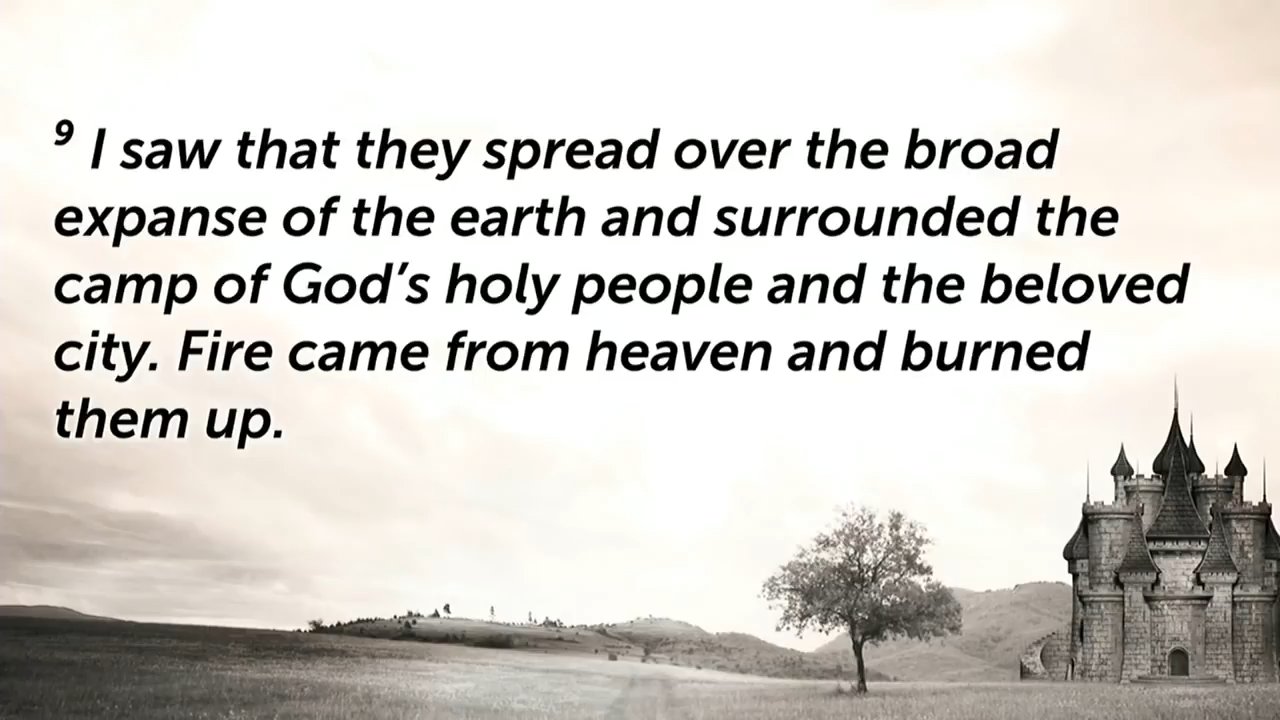 ⁹ I saw that they spread over the broad
expanse of the earth and surrounded the
camp of God’s holy people and the beloved
city. Fire came from heaven and burned
them up.